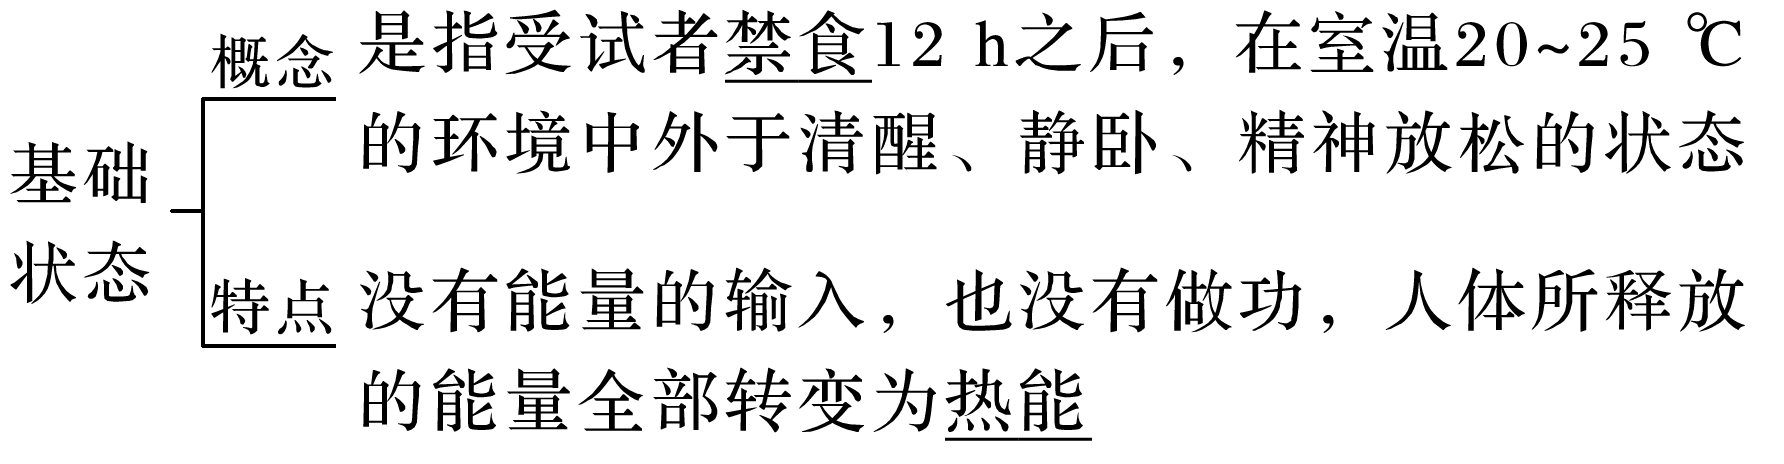 基础
状态
概念
是指受试者禁食12 h之后，在室温20~25 ℃
的环境中外于清醒、静卧、精神放松的状态
特点
没有能量的输入，也没有做功，人体所释放
的能量全部转变为热能